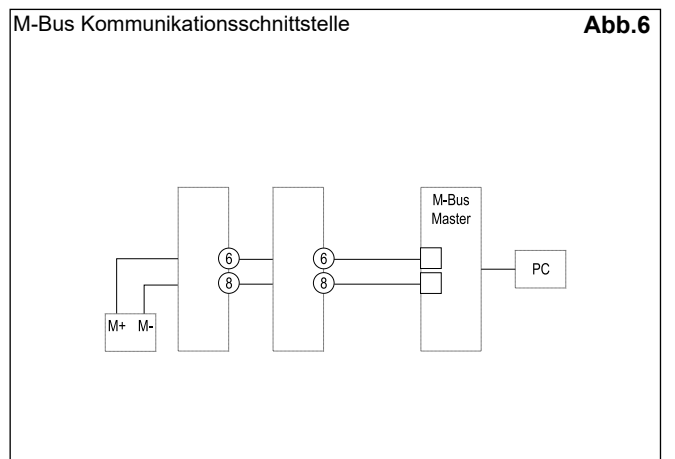 M-Bus Kommunikationsschnittstelle
Abb.6
M-Bus
Master
6
6
8
8
PC
M+ M-